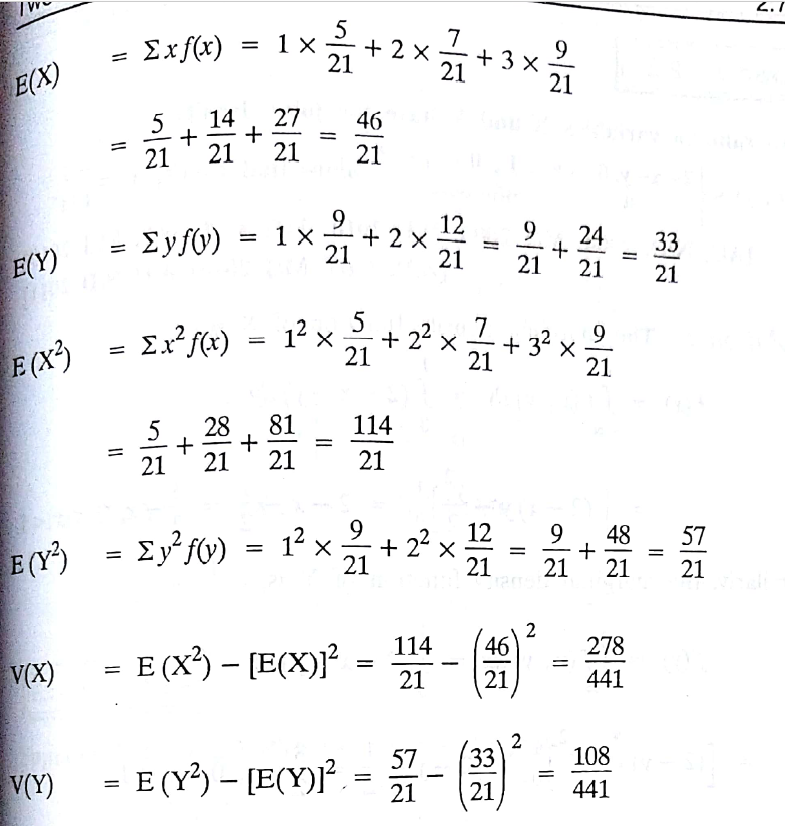 E(X) = Σxf(x) = 1 × 5/21 + 2 × 7/21 + 3 × 9/21
= 5/21 + 14/21 + 27/21 = 46/21
E(Y) = Σyf(y) = 1 × 9/21 + 2 × 12/21 = 9/21 + 24/21 = 33/21
E(X²) = Σx²f(x) = 1² × 5/21 + 2² × 7/21 + 3² × 9/21
= 5/21 + 28/21 + 81/21 = 114/21
E(Y²) = Σy²f(y) = 1² × 9/21 + 2² × 12/21 = 9/21 + 48/21 = 57/21
V(X) = E(X²) – [E(X)]² = 114/21 – (46/21)² = 278/441
V(Y) = E(Y²) – [E(Y)]² = 57/21 – (33/21)² = 108/441